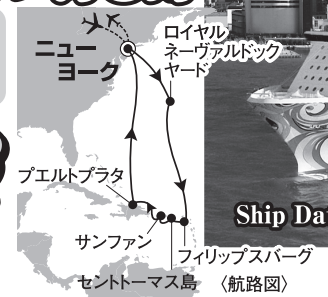 ロイヤル
ネーヴァルドック
ヤード
ニュー
ヨーク
プエルトプラタ
サンファン
Ship Da
フィリップスバーグ
セントトーマス島
〈航路図〉